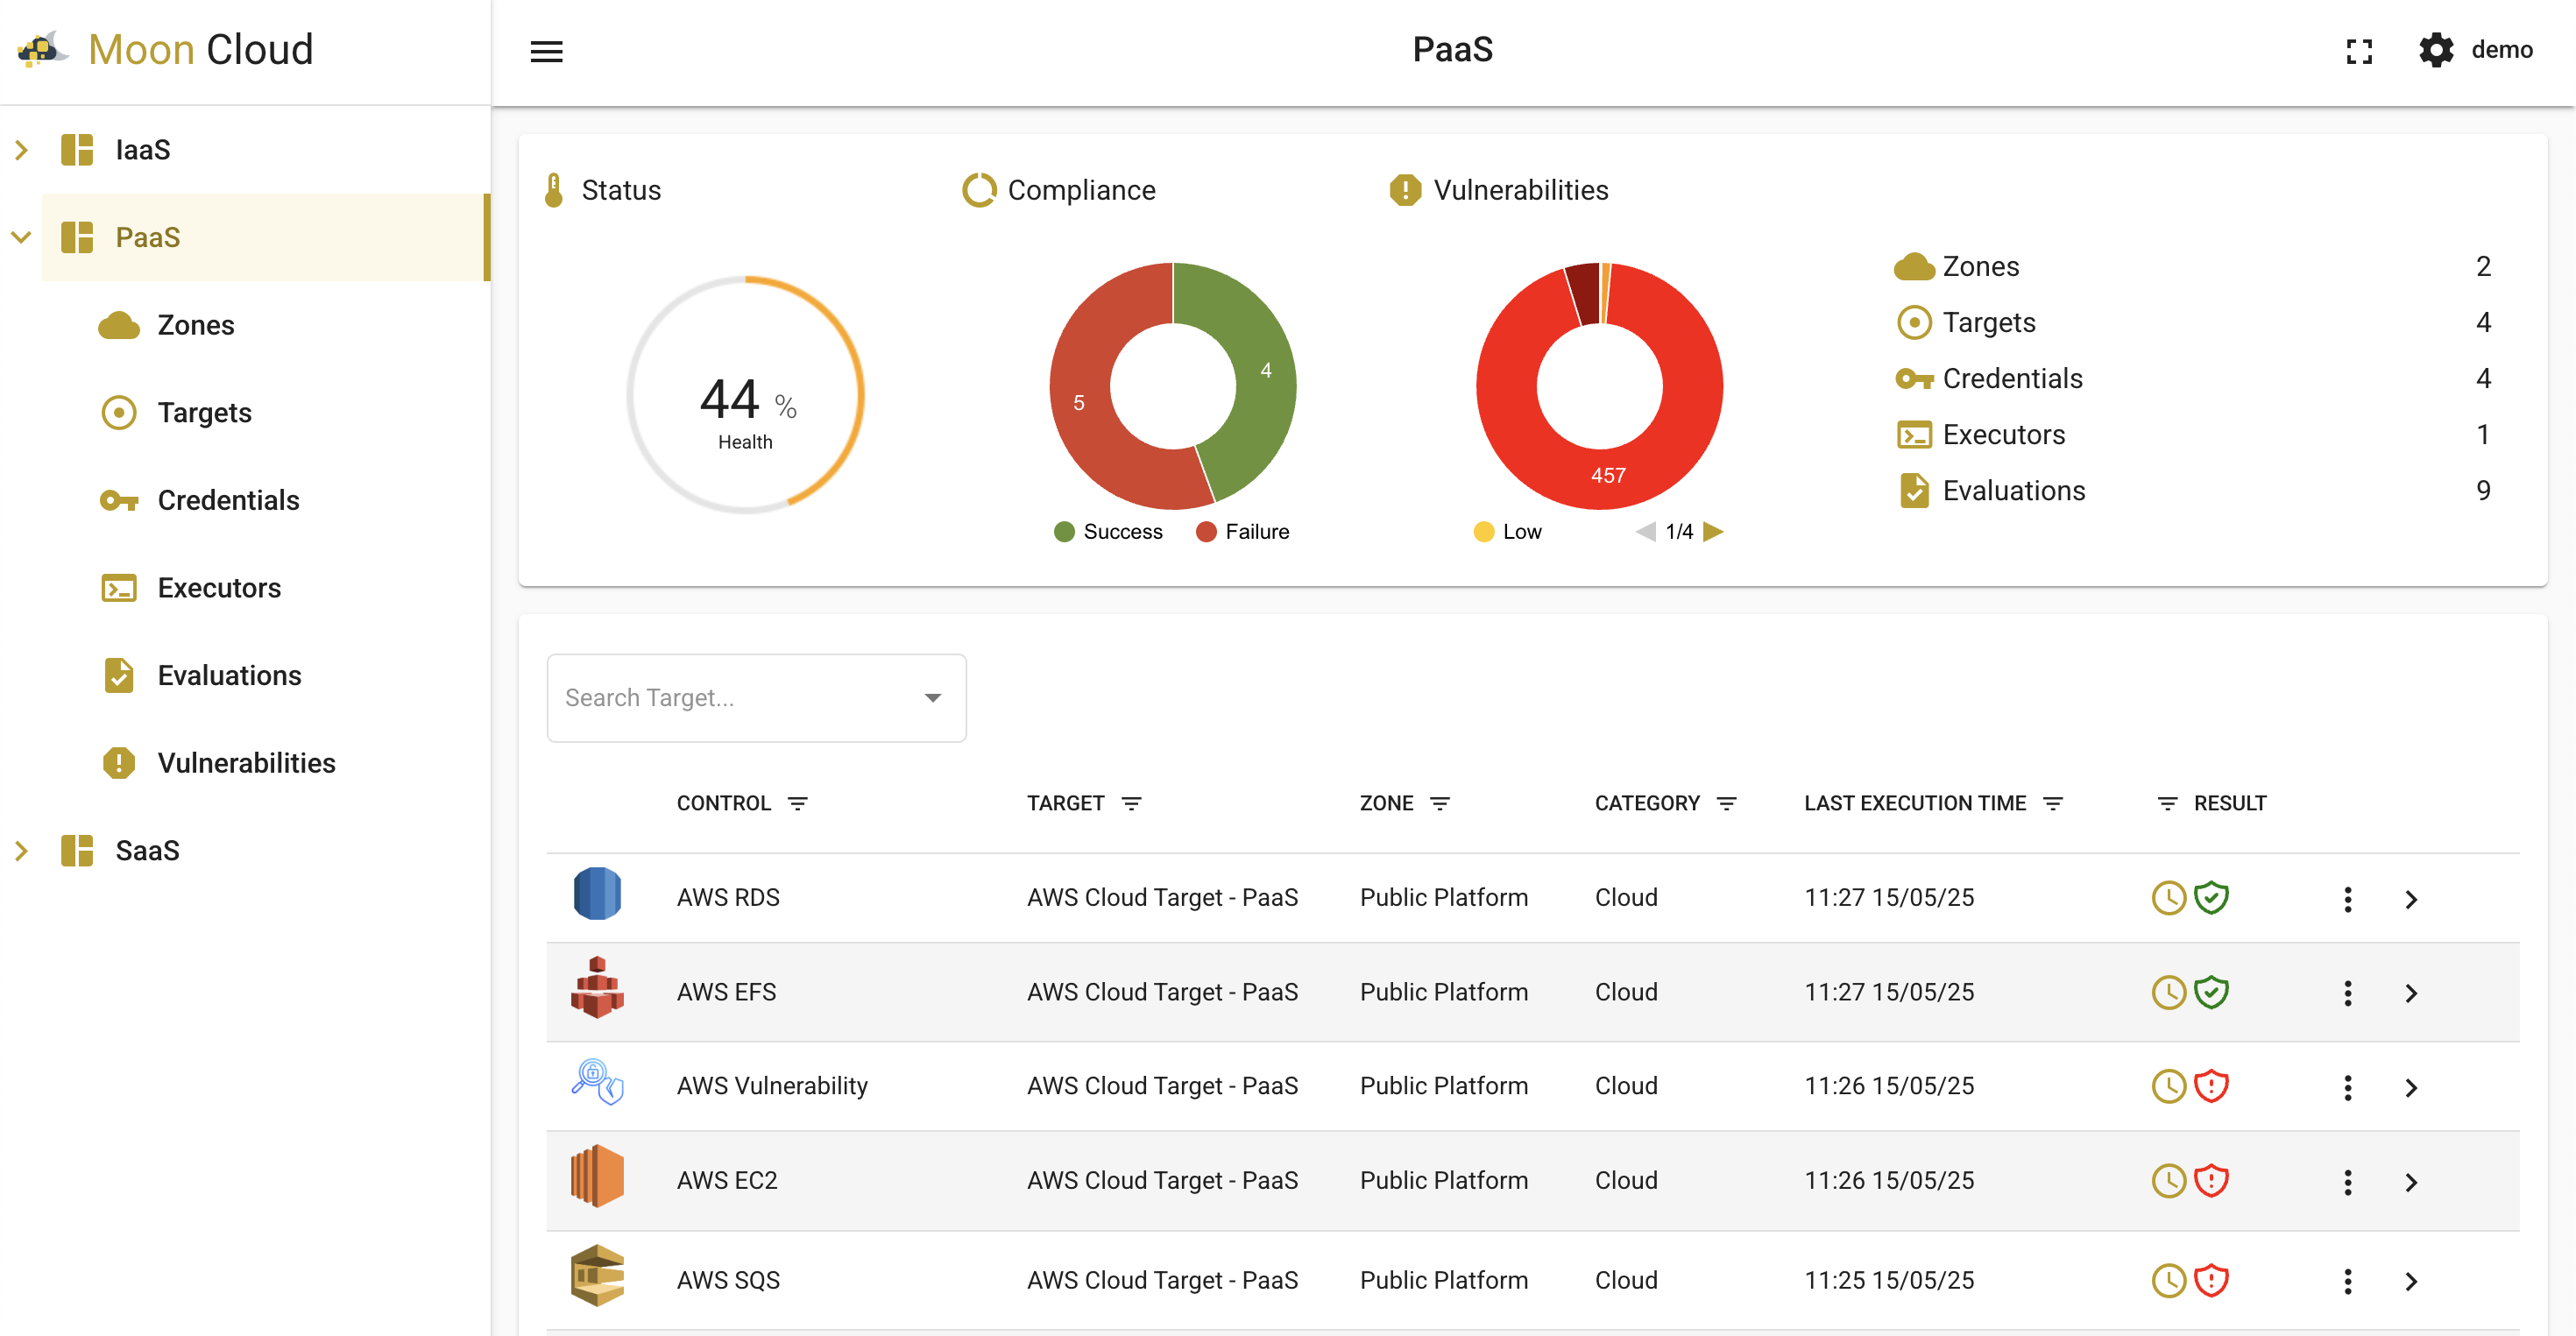 Moon Cloud
PaaS
demo
IaaS
PaaS
Zones
Targets
Credentials
Executors
Evaluations
Vulnerabilities
SaaS
Status
44 %
Health
Compliance
4
5
Success Failure
Vulnerabilities
457
Low 1/4
Zones 2
Targets 4
Credentials 4
Executors 1
Evaluations 9
Search Target...
CONTROL TARGET ZONE CATEGORY LAST EXECUTION TIME RESULT
AWS RDS AWS Cloud Target - PaaS Public Platform Cloud 11:27 15/05/25
AWS EFS AWS Cloud Target - PaaS Public Platform Cloud 11:27 15/05/25
AWS Vulnerability AWS Cloud Target - PaaS Public Platform Cloud 11:26 15/05/25
AWS EC2 AWS Cloud Target - PaaS Public Platform Cloud 11:26 15/05/25
AWS SQS AWS Cloud Target - PaaS Public Platform Cloud 11:25 15/05/25